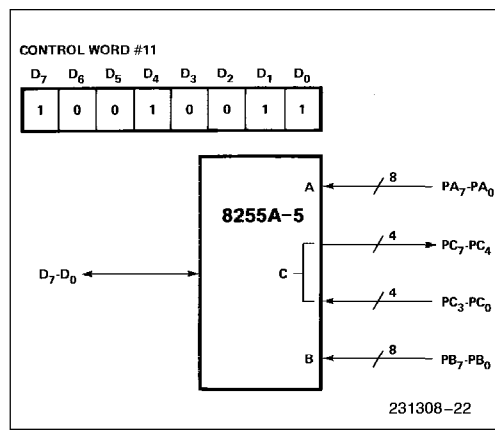 CONTROL WORD #11
D7 D6 D5 D4 D3 D2 D1 D0
1 0 0 1 0 0 1 1
A 8 PA7-PA0
8255A-5
4 PC7-PC4
D7-D0 C
4 PC3-PC0
B 8 PB7-PB0
231308-22